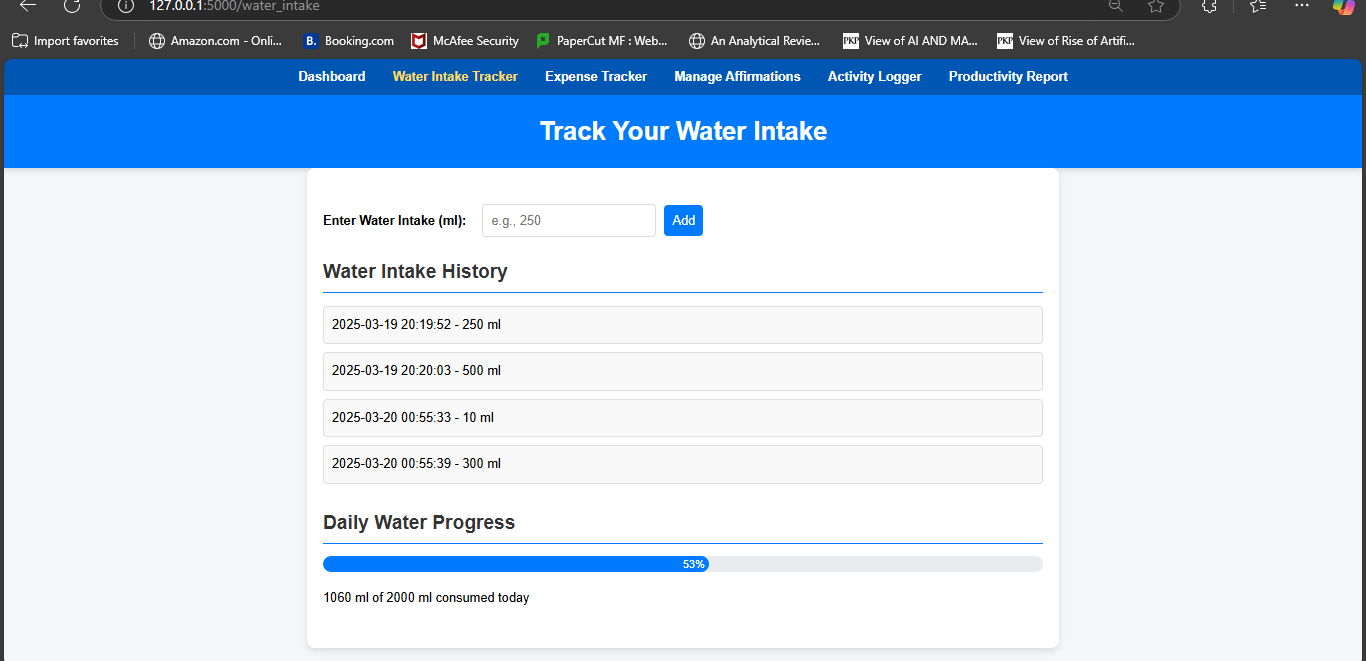 127.0.0.1:5000/water_intake
Import favorites Amazon.com - Onli... B. Booking.com McAfee Security PaperCut MF : Web... An Analytical Revie... PKP View of AI AND MA... PKP View of Rise of Artifi...
Dashboard Water Intake Tracker Expense Tracker Manage Affirmations Activity Logger Productivity Report
Track Your Water Intake
Enter Water Intake (ml): e.g., 250 Add
Water Intake History
2025-03-19 20:19:52 - 250 ml
2025-03-19 20:20:03 - 500 ml
2025-03-20 00:55:33 - 10 ml
2025-03-20 00:55:39 - 300 ml
Daily Water Progress
53%
1060 ml of 2000 ml consumed today